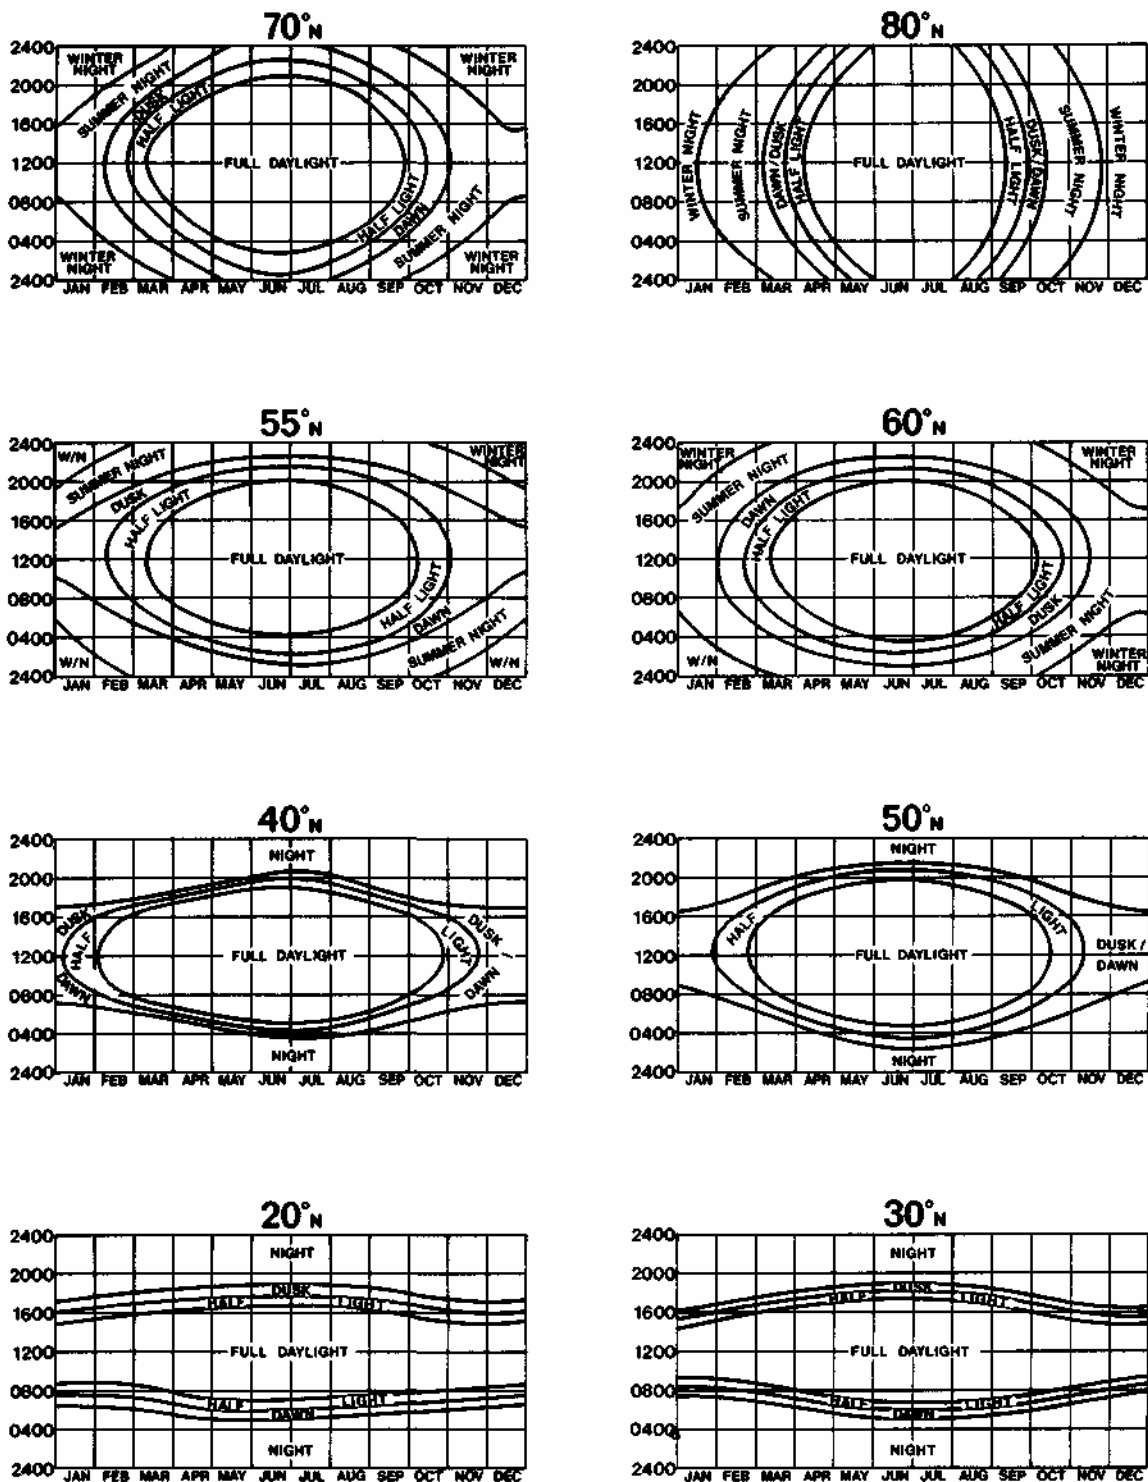 70°N
2400
2000
1600
1200
0800
0400
2400
WINTER NIGHT
SUMMER NIGHT
DUSK
DUSK
HALF LIGHT
WINTER NIGHT
FULL DAYLIGHT
HALF LIGHT
DAWN
SUMMER NIGHT
WINTER NIGHT
WINTER NIGHT
JAN FEB MAR APR MAY JUN JUL AUG SEP OCT NOV DEC
80°N
2400
2000
1600
1200
0800
0400
2400
WINTER NIGHT
SUMMER NIGHT
DAWN/DUSK
HALF LIGHT
FULL DAYLIGHT
HALF LIGHT
DUSK/DAWN
SUMMER NIGHT
WINTER NIGHT
JAN FEB MAR APR MAY JUN JUL AUG SEP OCT NOV DEC
55°N
2400
2000
1600
1200
0800
0400
2400
W/N
SUMMER NIGHT
DUSK
HALF LIGHT
WINTER NIGHT
FULL DAYLIGHT
HALF LIGHT
DAWN
SUMMER NIGHT
W/N
W/N
JAN FEB MAR APR MAY JUN JUL AUG SEP OCT NOV DEC
60°N
2400
2000
1600
1200
0800
0400
2400
WINTER NIGHT
SUMMER NIGHT
DAWN
HALF LIGHT
WINTER NIGHT
FULL DAYLIGHT
HALF LIGHT
DUSK
SUMMER NIGHT
W/N
WINTER NIGHT
JAN FEB MAR APR MAY JUN JUL AUG SEP OCT NOV DEC
40°N
2400
2000
1600
1200
0800
0400
2400
NIGHT
DUSK
HALF
DAWN
FULL DAYLIGHT
LIGHT
DUSK
/
DAWN
NIGHT
JAN FEB MAR APR MAY JUN JUL AUG SEP OCT NOV DEC
50°N
2400
2000
1600
1200
0800
0400
2400
NIGHT
HALF
LIGHT
FULL DAYLIGHT
DUSK/
DAWN
NIGHT
JAN FEB MAR APR MAY JUN JUL AUG SEP OCT NOV DEC
20°N
2400
2000
1600
1200
0800
0400
2400
NIGHT
DUSK
HALF LIGHT
FULL DAYLIGHT
HALF LIGHT
DAWN
NIGHT
JAN FEB MAR APR MAY JUN JUL AUG SEP OCT NOV DEC
30°N
2400
2000
1600
1200
0800
0400
2400
NIGHT
DUSK
HALF LIGHT
FULL DAYLIGHT
HALF LIGHT
DAWN
NIGHT
JAN FEB MAR APR MAY JUN JUL AUG SEP OCT NOV DEC